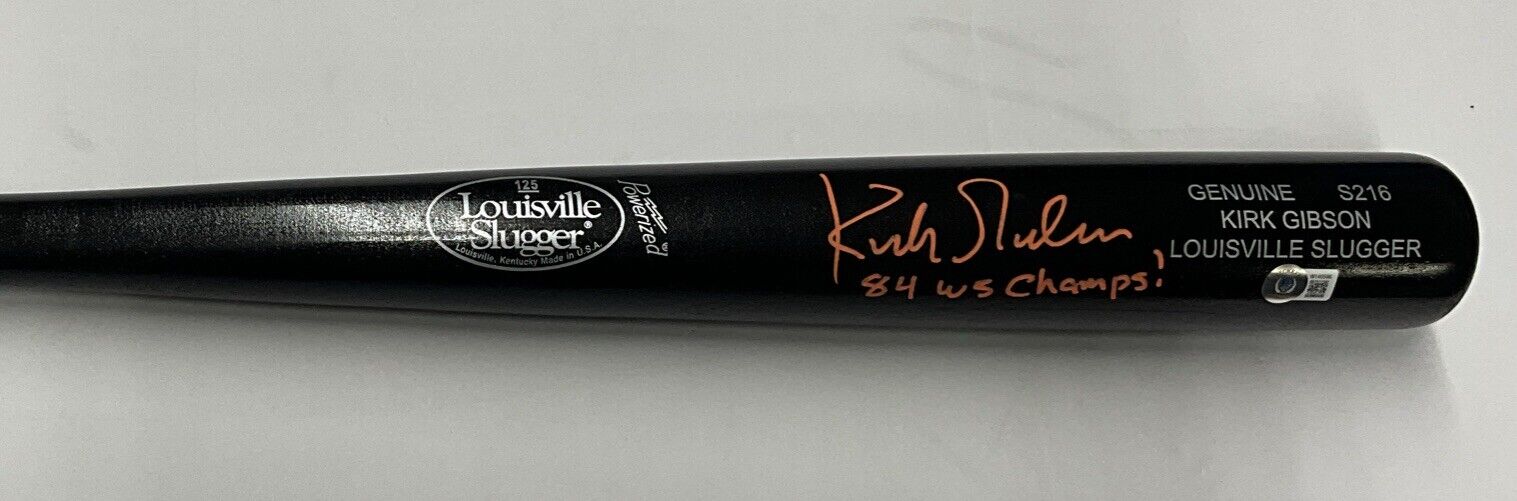 125
Louisville
Slugger®
Louisville, Kentucky Made in U.S.A.
Powerized
Kirk Gibson
84 WS Champs!
GENUINE S216
KIRK GIBSON
LOUISVILLE SLUGGER